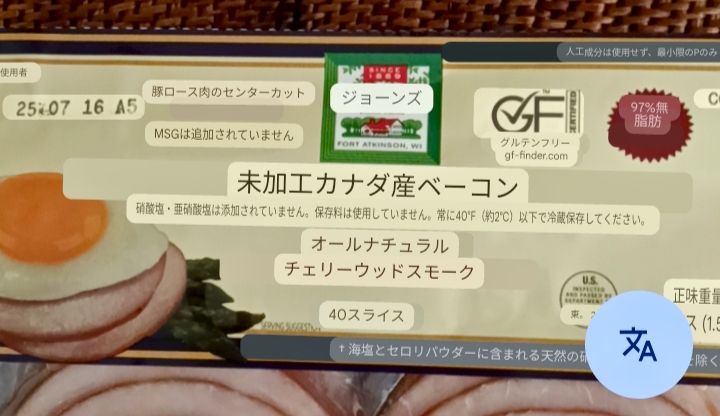 人工成分は使用せず、最小限のPのみ
使用者
25 07 16 A5
豚ロース肉のセンターカット
MSGは追加されていません
SINCE
1889
ジョーンズ
FORT ATKINSON, WI
GF
CERTIFIED
グルテンフリー
gf-finder.com
97%無
脂肪
未加工カナダ産ベーコン
硝酸塩・亜硝酸塩は添加されていません。保存料は使用していません。常に40°F（約2℃）以下で冷蔵保存してください。
オールナチュラル
チェリーウッドスモーク
40スライス
SERVING SUGGESTION
U.S.
INSPECTED
AND PASSED BY
DEPARTMENT OF
正味重量
ス (1.5
† 海塩とセロリパウダーに含まれる天然の硝
を除く